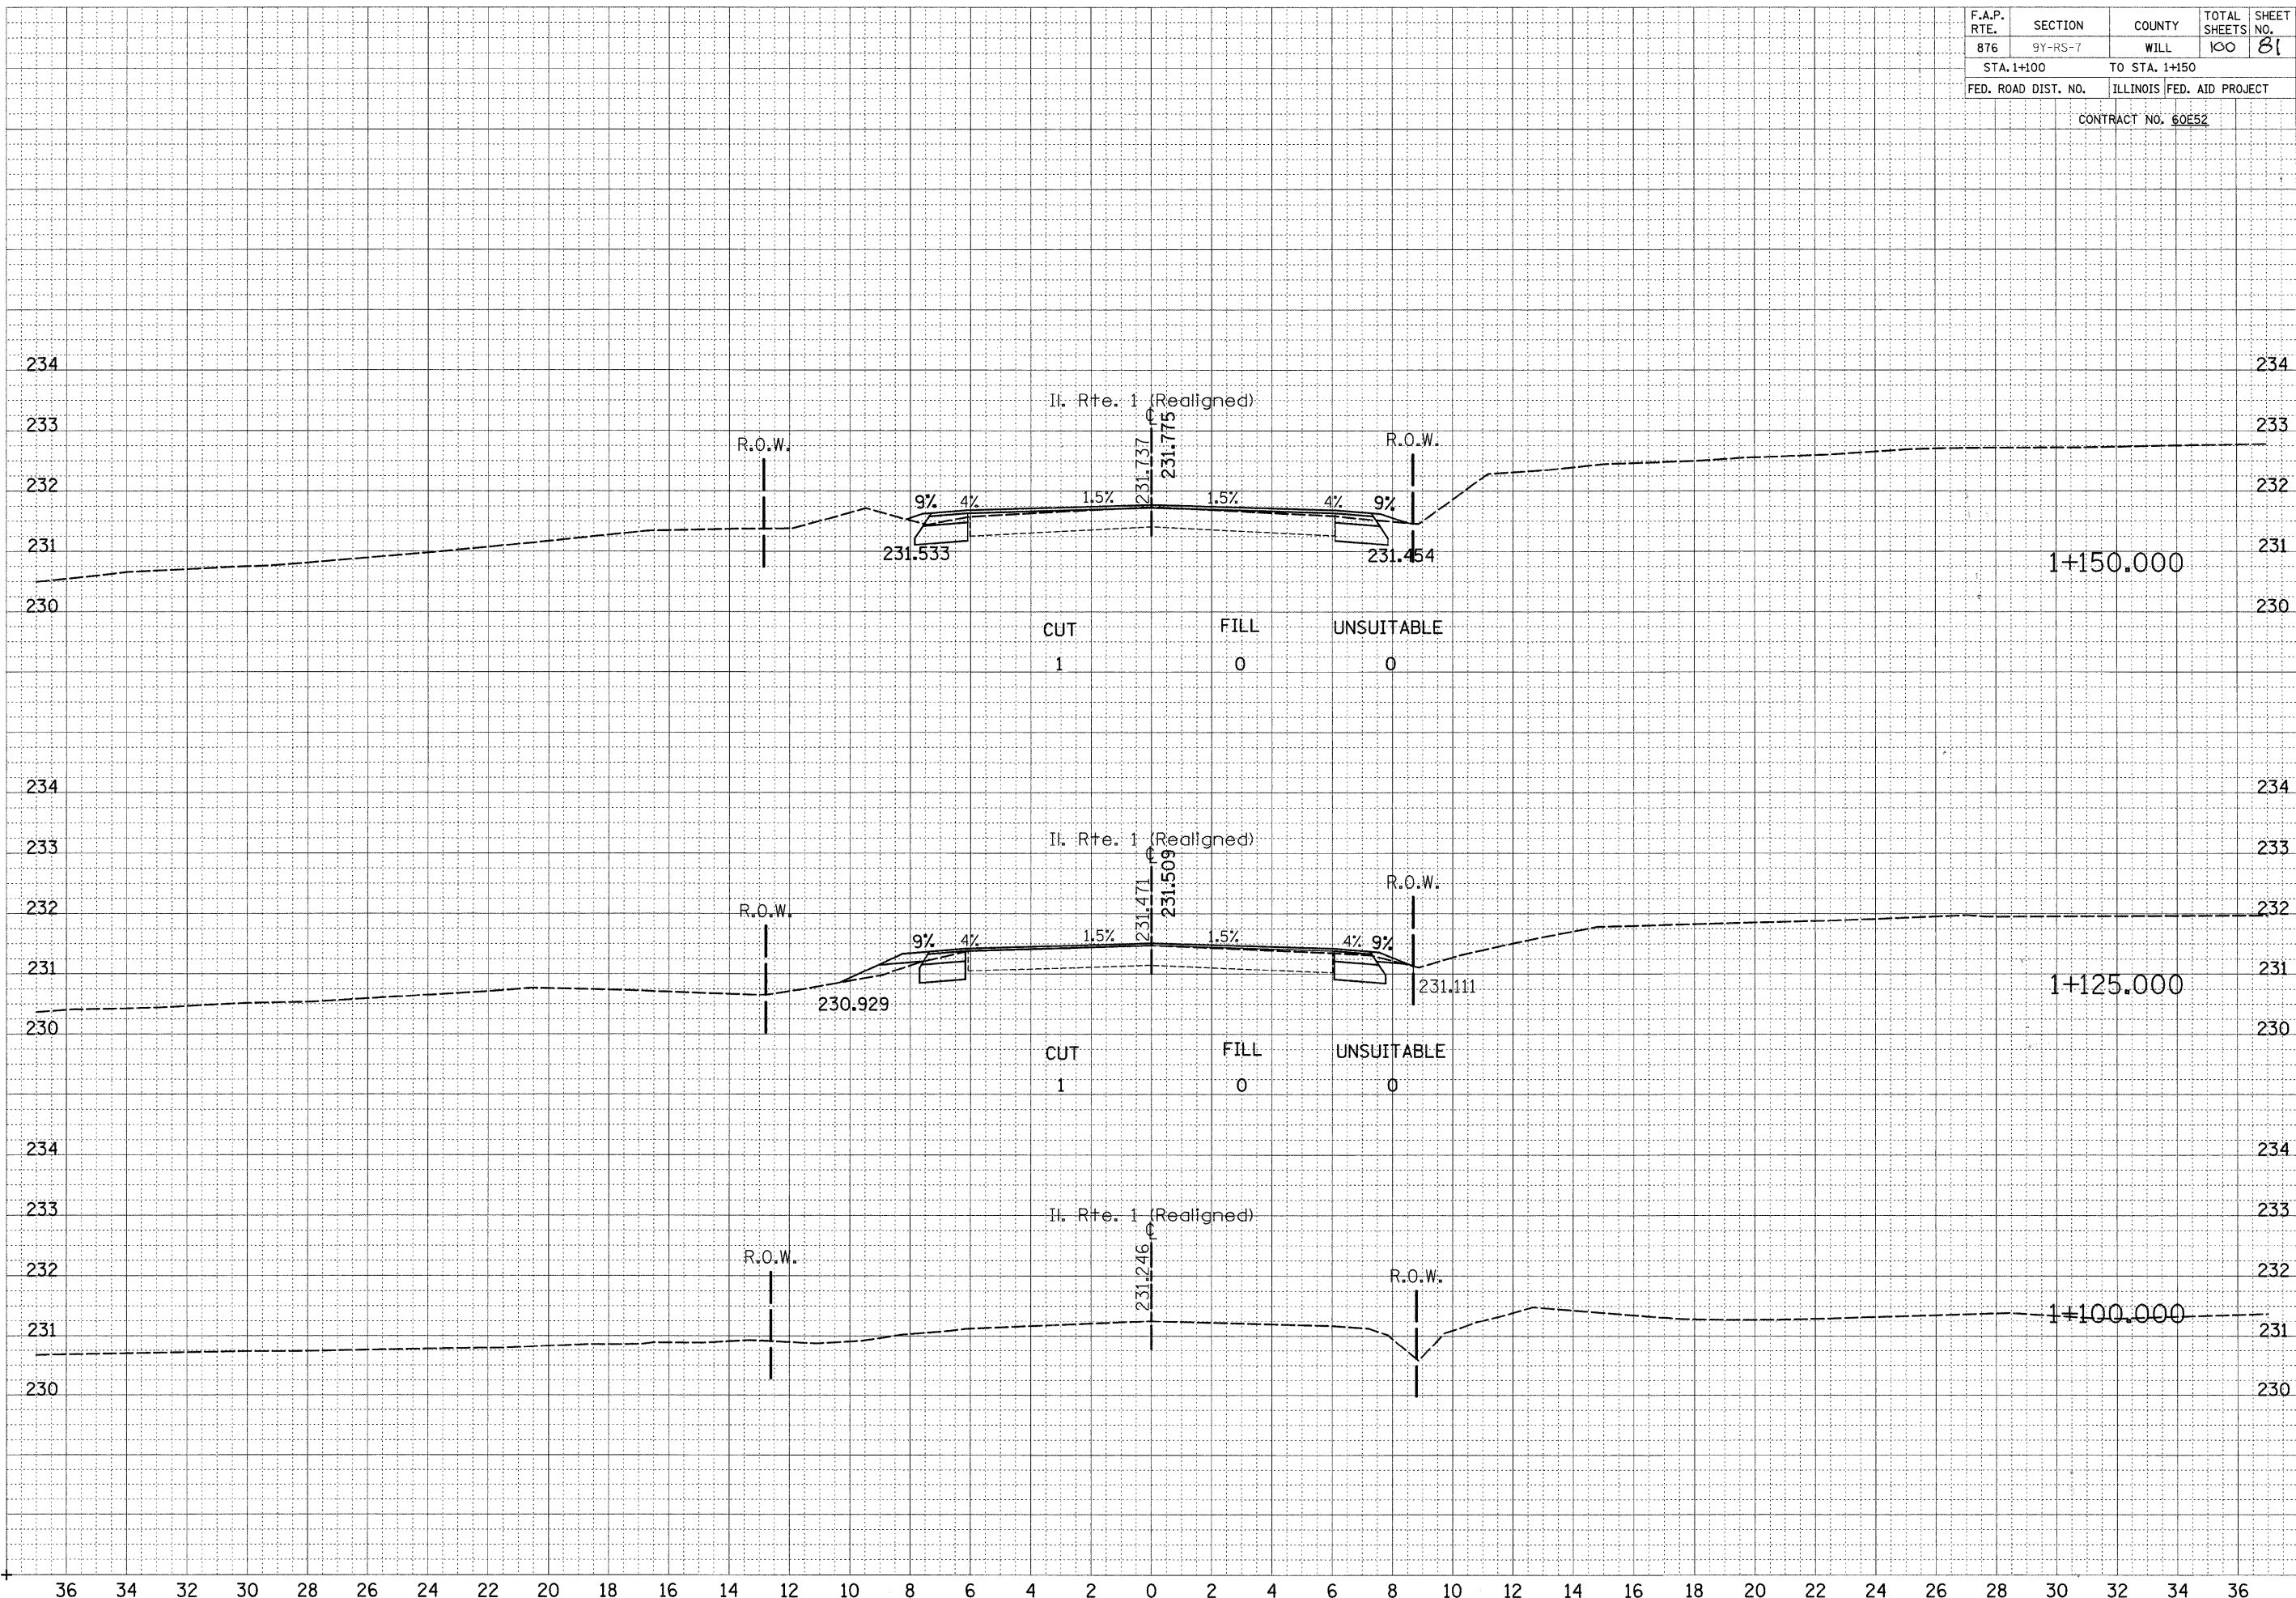 F.A.P. RTE. SECTION COUNTY TOTAL SHEETS SHEET NO.
876 9Y-RS-7 WILL 100 81
STA. 1+100 TO STA. 1+150
FED. ROAD DIST. NO. ILLINOIS FED. AID PROJECT
CONTRACT NO. 60E52
234 234
Il. Rte. 1 (Realigned)
℄
233 233
R.O.W. 231.737 231.775 R.O.W.
232 232
9% 4% 1.5% 1.5% 4% 9%
231 231
231.533 231.454
1+150.000
230 230
CUT FILL UNSUITABLE
1 0 0
234 234
Il. Rte. 1 (Realigned)
233 233
℄
231.471 231.509
R.O.W.
232 232
R.O.W.
9% 4% 1.5% 1.5% 4% 9%
231 231
231.111
1+125.000
230.929
230 230
CUT FILL UNSUITABLE
1 0 0
234 234
233 233
Il. Rte. 1 (Realigned)
℄
R.O.W. 231.246
232 232
R.O.W.
1+100.000
231 231
230 230
36 34 32 30 28 26 24 22 20 18 16 14 12 10 8 6 4 2 0 2 4 6 8 10 12 14 16 18 20 22 24 26 28 30 32 34 36